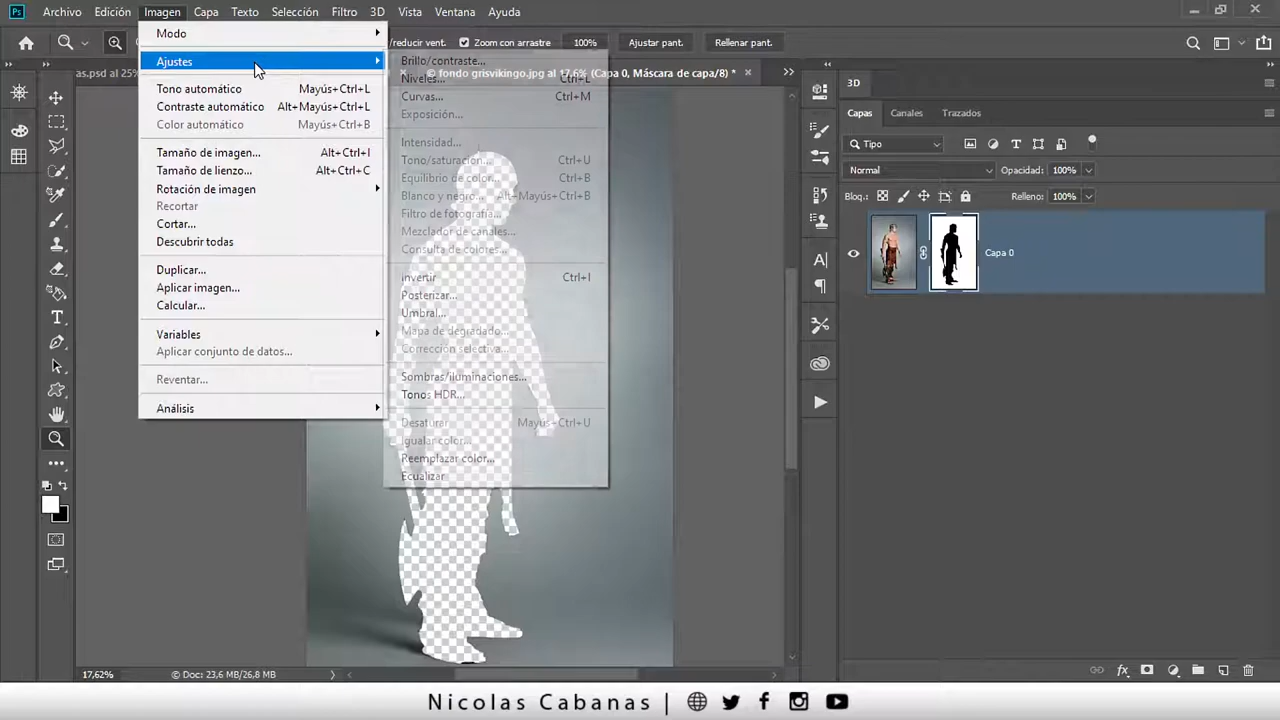 Ps Archivo Edición Imagen Capa Texto Selección Filtro 3D Vista Ventana Ayuda
/reducir vent. Zoom con arrastre 100% Ajustar pant. Rellenar pant.
as.psd al 25%
© fondo grisvikingo.jpg al 17,6% (Capa 0, Máscara de capa/8) *
Modo
Ajustes
Tono automático Mayús+Ctrl+L
Contraste automático Alt+Mayús+Ctrl+L
Color automático Mayús+Ctrl+B
Tamaño de imagen... Alt+Ctrl+I
Tamaño de lienzo... Alt+Ctrl+C
Rotación de imagen
Recortar
Cortar...
Descubrir todas
Duplicar...
Aplicar imagen...
Calcular...
Variables
Aplicar conjunto de datos...
Reventar...
Análisis
Brillo/contraste...
Niveles... Ctrl+L
Curvas... Ctrl+M
Exposición...
Intensidad...
Tono/saturación... Ctrl+U
Equilibrio de color... Ctrl+B
Blanco y negro... Alt+Mayús+Ctrl+B
Filtro de fotografía...
Mezclador de canales...
Consulta de colores...
Invertir Ctrl+I
Posterizar...
Umbral...
Mapa de degradado...
Corrección selectiva...
Sombras/iluminaciones...
Tonos HDR...
Desaturar Mayús+Ctrl+U
Igualar color...
Reemplazar color...
Ecualizar
3D
Capas Canales Trazados
Tipo
Normal Opacidad: 100%
Bloq.: Relleno: 100%
Capa 0
17,62% © Doc: 23,6 MB/26,8 MB
Nicolas Cabanas |